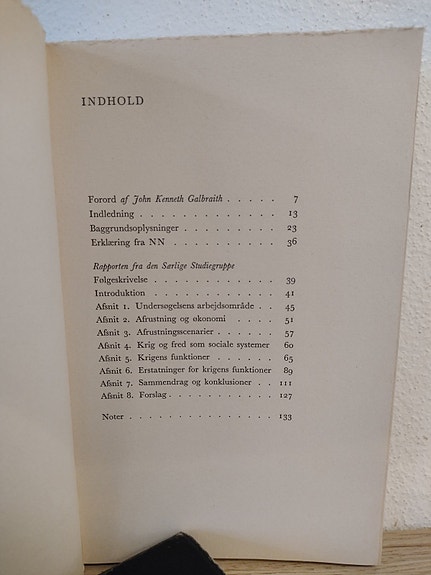 INDHOLD
Forord af John Kenneth Galbraith . . . . . 7
Indledning . . . . . . . . . . . . 13
Baggrundsoplysninger . . . . . . . . 23
Erklæring fra NN . . . . . . . . . 36
Rapporten fra den Særlige Studiegruppe
Følgeskrivelse . . . . . . . . . . . 39
Introduktion . . . . . . . . . . . 41
Afsnit 1. Undersøgelsens arbejdsområde . . 45
Afsnit 2. Afrustning og økonomi . . . . 51
Afsnit 3. Afrustningsscenarier . . . . . 57
Afsnit 4. Krig og fred som sociale systemer 60
Afsnit 5. Krigens funktioner . . . . . . 65
Afsnit 6. Erstatninger for krigens funktioner 89
Afsnit 7. Sammendrag og konklusioner . . 111
Afsnit 8. Forslag . . . . . . . . . . 127
Noter . . . . . . . . . . . . . 133